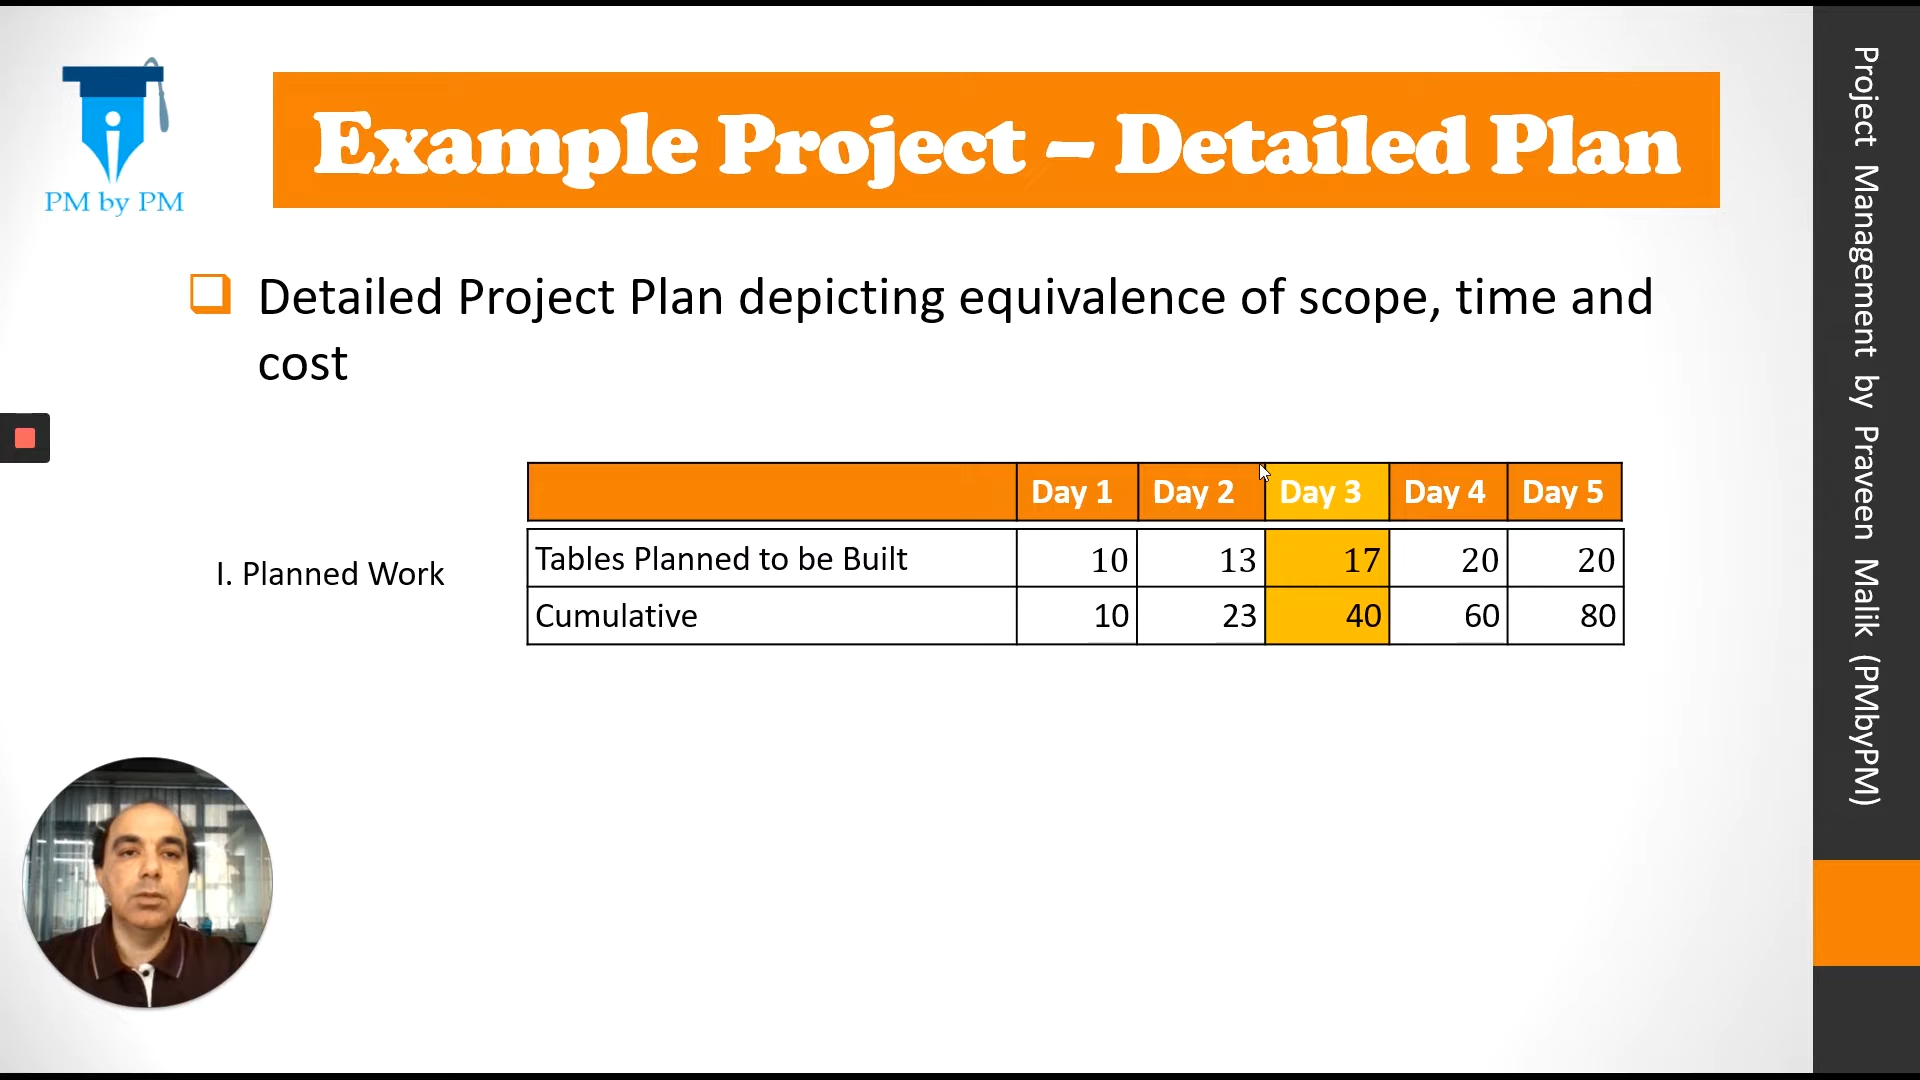 PM by PM
Example Project – Detailed Plan
Detailed Project Plan depicting equivalence of scope, time and
cost
Day 1 Day 2 Day 3 Day 4 Day 5
I. Planned Work
Tables Planned to be Built 10 13 17 20 20
Cumulative 10 23 40 60 80
Project Management by Praveen Malik (PMbyPM)